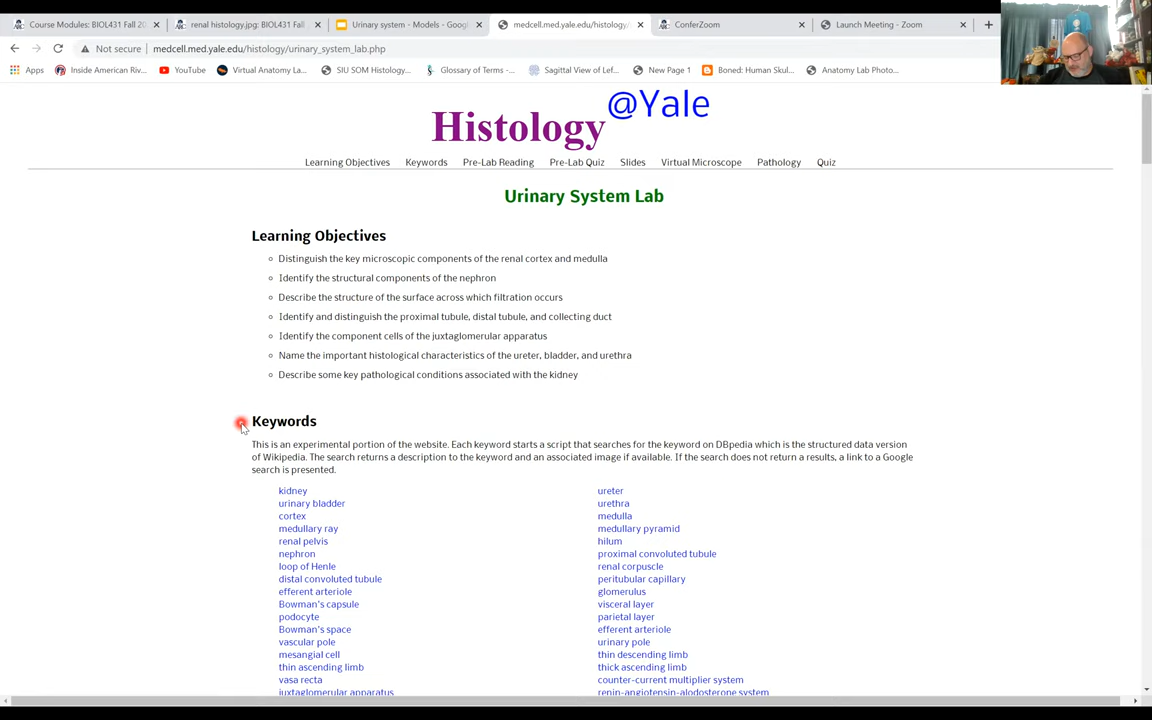 Course Modules: BIOL431 Fall 20
renal histology.jpg: BIOL431 Fall
Urinary system - Models - Goog
medcell.med.yale.edu/histology/
ConferZoom
Launch Meeting - Zoom
Not secure | medcell.med.yale.edu/histology/urinary_system_lab.php
Apps
Inside American Riv...
YouTube
Virtual Anatomy La...
SIU SOM Histology...
Glossary of Terms -...
Sagittal View of Lef...
New Page 1
Boned: Human Skul...
Anatomy Lab Photo...
Histology@Yale
Learning Objectives Keywords Pre-Lab Reading Pre-Lab Quiz Slides Virtual Microscope Pathology Quiz
Urinary System Lab
Learning Objectives
Distinguish the key microscopic components of the renal cortex and medulla
Identify the structural components of the nephron
Describe the structure of the surface across which filtration occurs
Identify and distinguish the proximal tubule, distal tubule, and collecting duct
Identify the component cells of the juxtaglomerular apparatus
Name the important histological characteristics of the ureter, bladder, and urethra
Describe some key pathological conditions associated with the kidney
Keywords
This is an experimental portion of the website. Each keyword starts a script that searches for the keyword on DBpedia which is the structured data version
of Wikipedia. The search returns a description to the keyword and an associated image if available. If the search does not return a results, a link to a Google
search is presented.
kidney
urinary bladder
cortex
medullary ray
renal pelvis
nephron
loop of Henle
distal convoluted tubule
efferent arteriole
Bowman's capsule
podocyte
Bowman's space
vascular pole
mesangial cell
thin ascending limb
vasa recta
juxtaglomerular apparatus
ureter
urethra
medulla
medullary pyramid
hilum
proximal convoluted tubule
renal corpuscle
peritubular capillary
glomerulus
visceral layer
parietal layer
efferent arteriole
urinary pole
thin descending limb
thick ascending limb
counter-current multiplier system
renin-angiotensin-alodosterone system